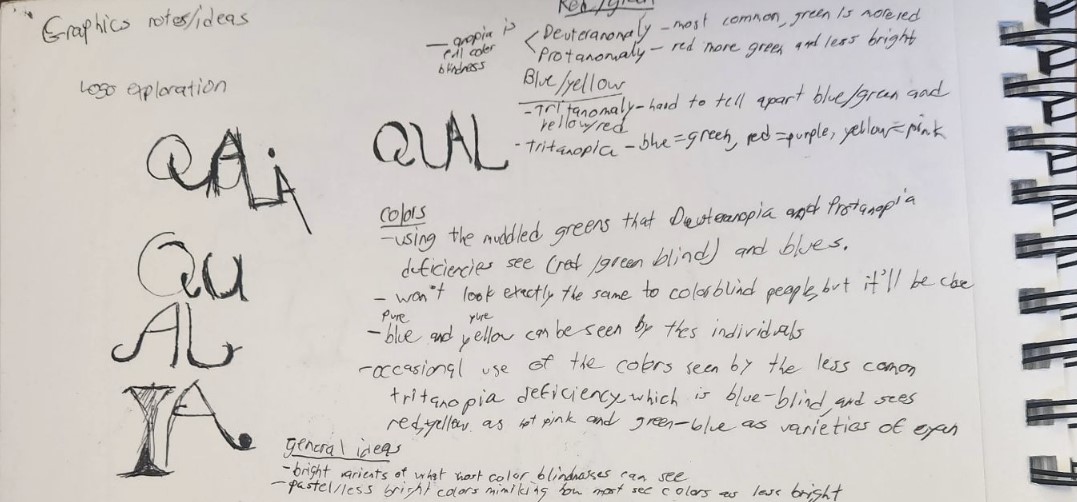 Graphics notes/ideas
Logo exploration
QUALiA
QU
AL
IA
QUAL
Red/green
— anopia is
full color
blindness
Deuteranomaly - most common, green is more red
Protanomaly - red more green and less bright
Blue/yellow
- Tritanomaly - hard to tell apart blue/green and
yellow/red
- tritanopia - blue = green, red = purple, yellow = pink
colors
- using the muddled greens that Deuteranopia and Protanopia
deficiencies see (red/green blind) and blues.
- won't look exactly the same to colorblind people, but it'll be close
- pure blue and pure yellow can be seen by thes individuals
- occasional use of the colors seen by the less comon
tritanopia deficiency which is blue-blind, and sees
red, yellow as hot pink and green-blue as varieties of cyan
general ideas
- bright varients of what most color blindnesses can see
- pastel/less bright colors mimiking how most see colors as less bright